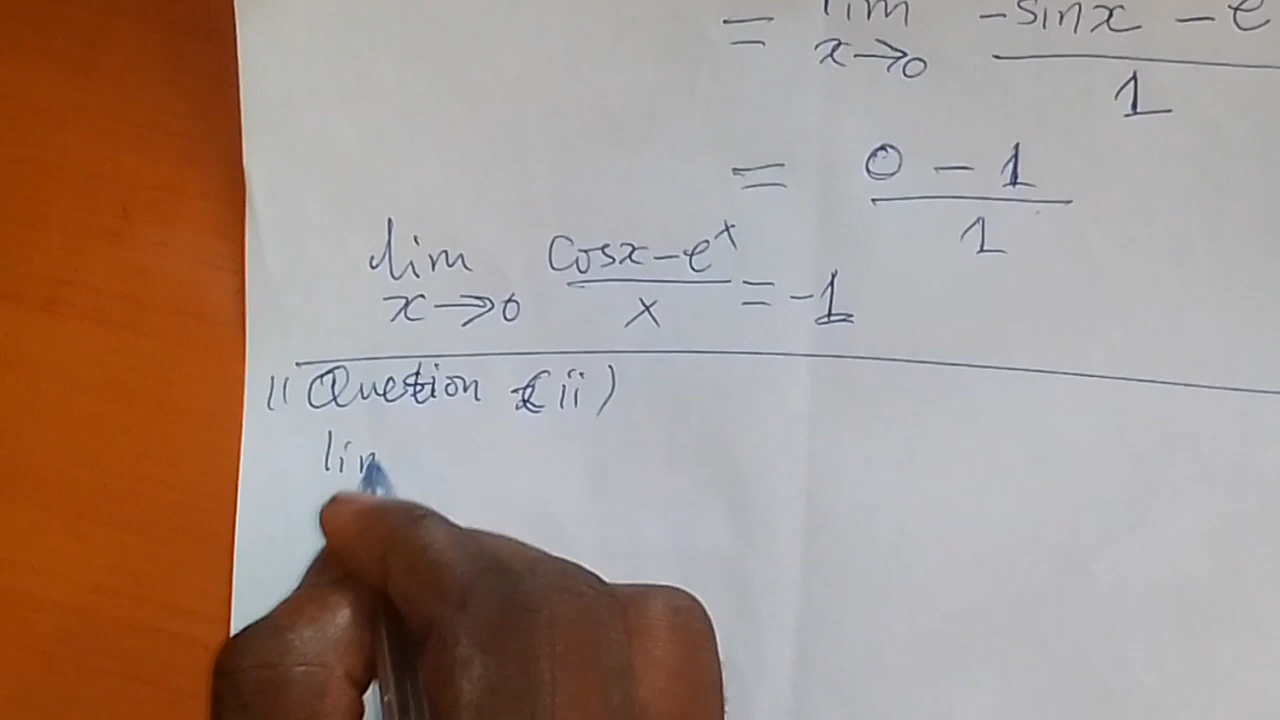 = lim -sinx - e
x→0 1
= 0 - 1
1
lim cosx - e^x
x→0 x = -1
(( Question (ii)
lim